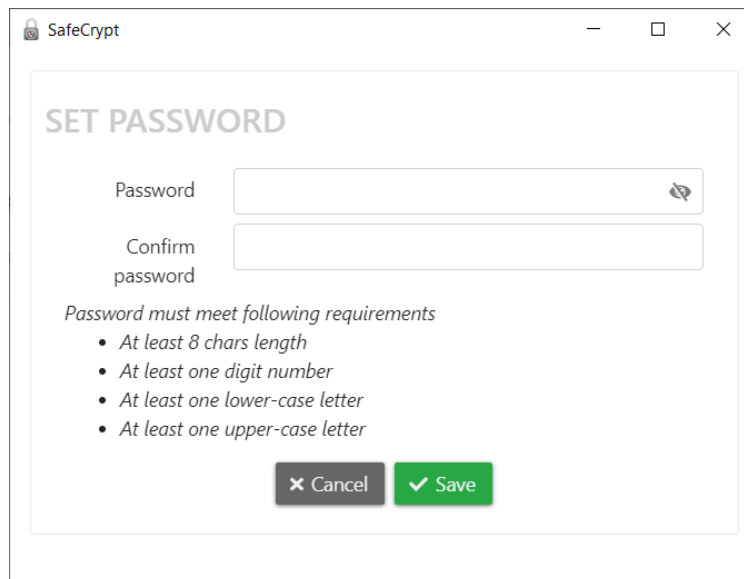 SafeCrypt
SET PASSWORD
Password
Confirm
password
Password must meet following requirements
• At least 8 chars length
• At least one digit number
• At least one lower-case letter
• At least one upper-case letter
Cancel
Save